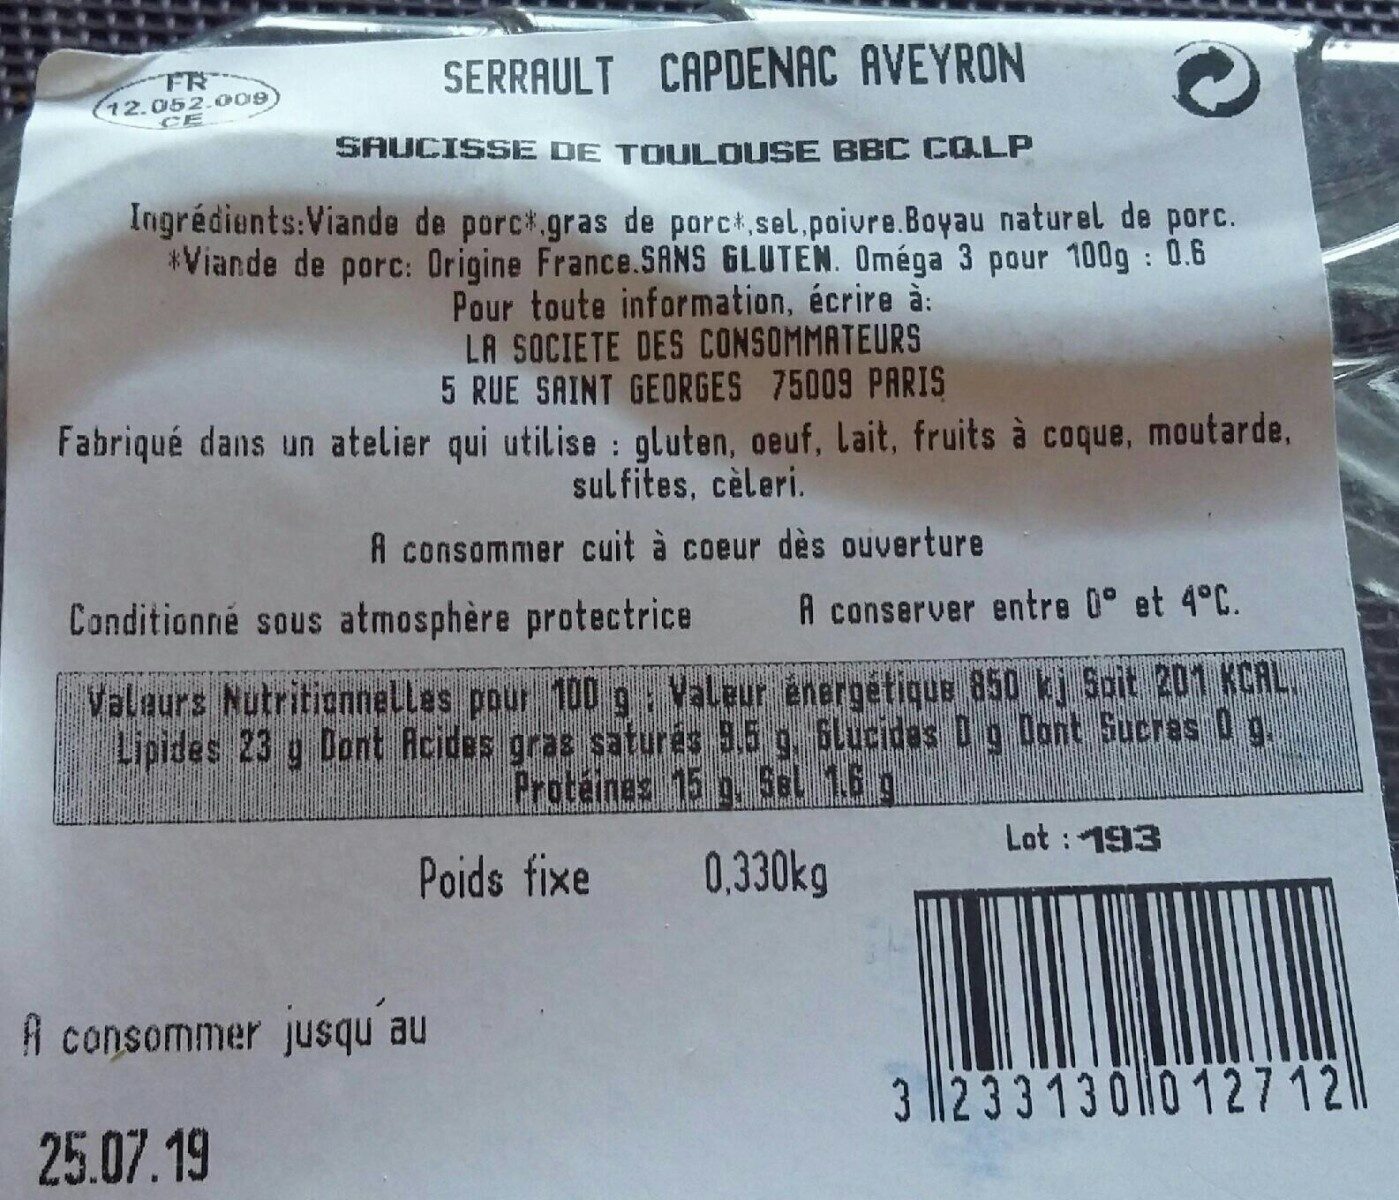 FR
12.052.009
CE
SERRAULT CAPDENAC AVEYRON
SAUCISSE DE TOULOUSE BBC CQLP
Ingrédients:Viande de porc*,gras de porc*,sel,poivre.Boyau naturel de porc.
*Viande de porc: Origine France.SANS GLUTEN. Oméga 3 pour 100g : 0.6
Pour toute information, écrire à:
LA SOCIETE DES CONSOMMATEURS
5 RUE SAINT GEORGES 75009 PARIS
Fabriqué dans un atelier qui utilise : gluten, oeuf, lait, fruits à coque, moutarde,
sulfites, cèleri.
A consommer cuit à coeur dès ouverture
Conditionné sous atmosphère protectrice A conserver entre 0° et 4°C.
Valeurs Nutritionnelles pour 100 g : Valeur énergétique 850 kj Soit 201 KCAL.
Lipides 23 g Dont Acides gras saturés 9.5 g. Glucides 0 g Dont Sucres 0 g.
Protéines 15 g. Sel 1.6 g
Lot : 193
Poids fixe 0,330kg
A consommer jusqu'au
25.07.19
3 233130 012712